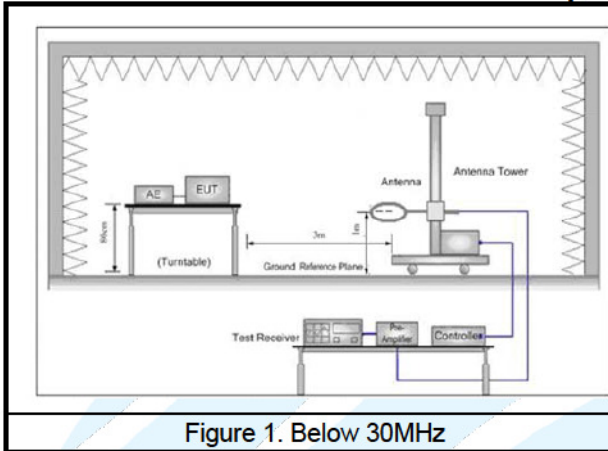 Antenna
Antenna Tower
AE
EUT
80cm
1m
3m
(Turntable)
Ground Reference Plane
Test Receiver
Pre-
Amplifier
Controller
Figure 1. Below 30MHz